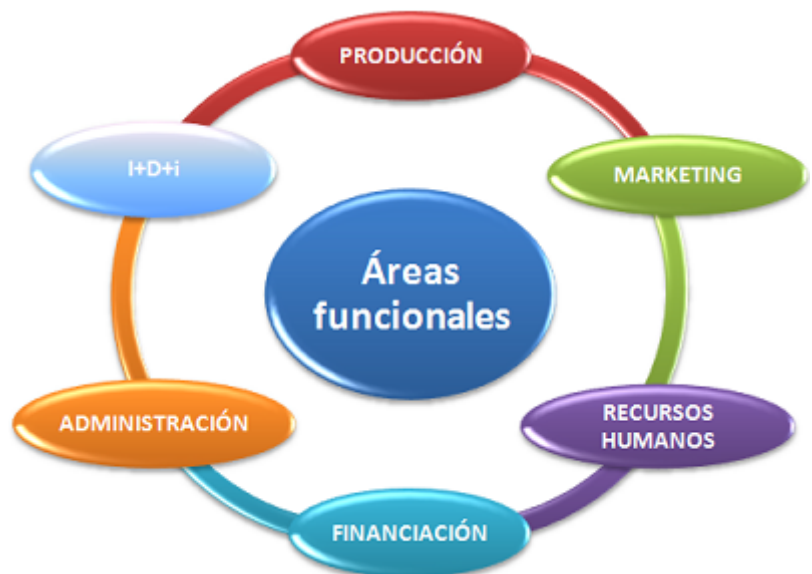 PRODUCCIÓN
I+D+i
MARKETING
Áreas
funcionales
ADMINISTRACIÓN
RECURSOS
HUMANOS
FINANCIACIÓN